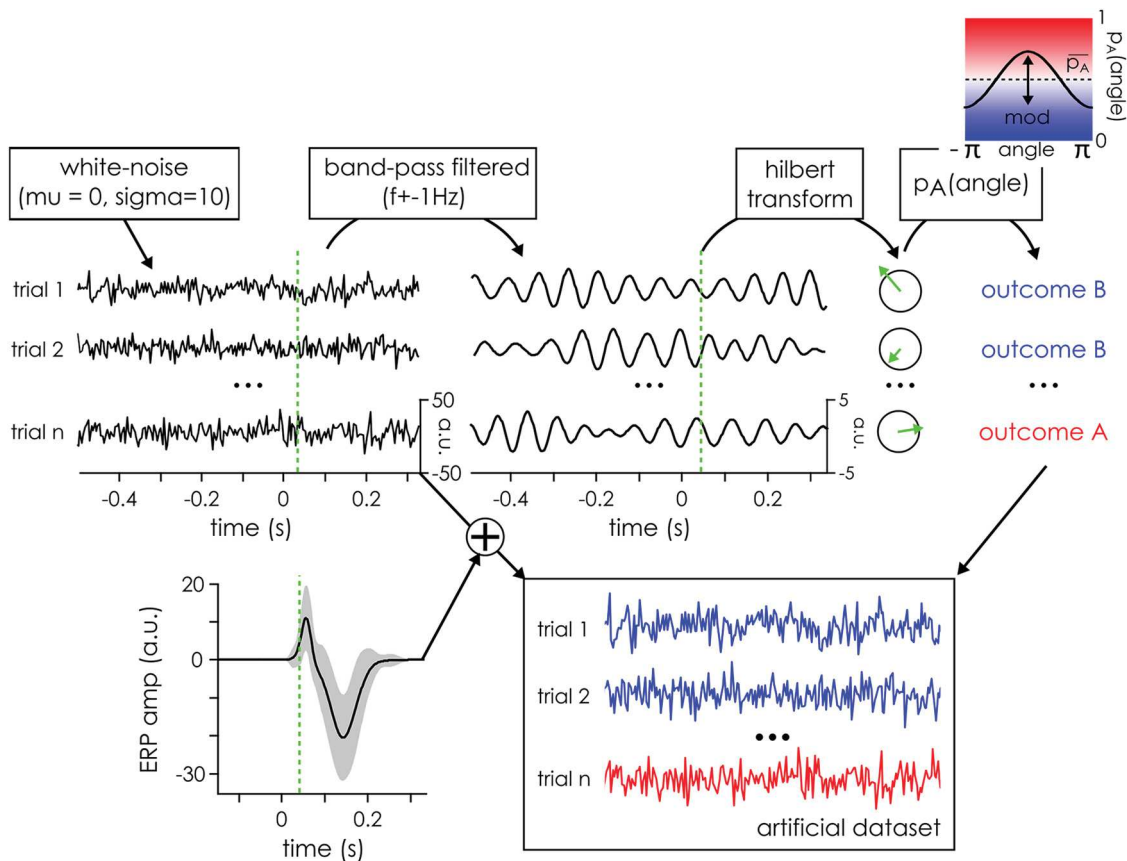 1
p̅A̅
pA(angle)
mod
0
-π angle π
white-noise
(mu = 0, sigma=10)
band-pass filtered
(f+-1Hz)
hilbert
transform
pA(angle)
trial 1
outcome B
trial 2
outcome B
••• ••• ••• •••
50
5
trial n
a.u.
a.u.
outcome A
-50
-5
-0.4 -0.2 0 0.2
-0.4 -0.2 0 0.2
time (s)
time (s)
+
20
0
-30
ERP amp (a.u.)
0 0.2
time (s)
trial 1
trial 2
•••
trial n
artificial dataset